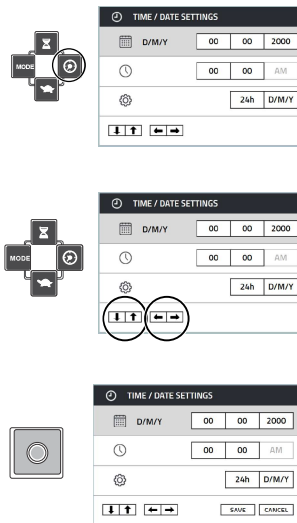 TIME / DATE SETTINGS
D/M/Y 00 00 2000
MODE
00 00 AM
24h D/M/Y
TIME / DATE SETTINGS
D/M/Y 00 00 2000
MODE
00 00 AM
24h D/M/Y
TIME / DATE SETTINGS
D/M/Y 00 00 2000
00 00 AM
24h D/M/Y
SAVE CANCEL